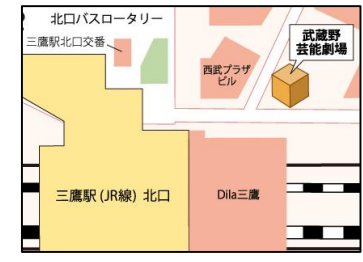 北口バスロータリー
三鷹駅北口交番
武蔵野
芸能劇場
西武プラザ
ビル
三鷹駅 (JR線) 北口
Dila三鷹